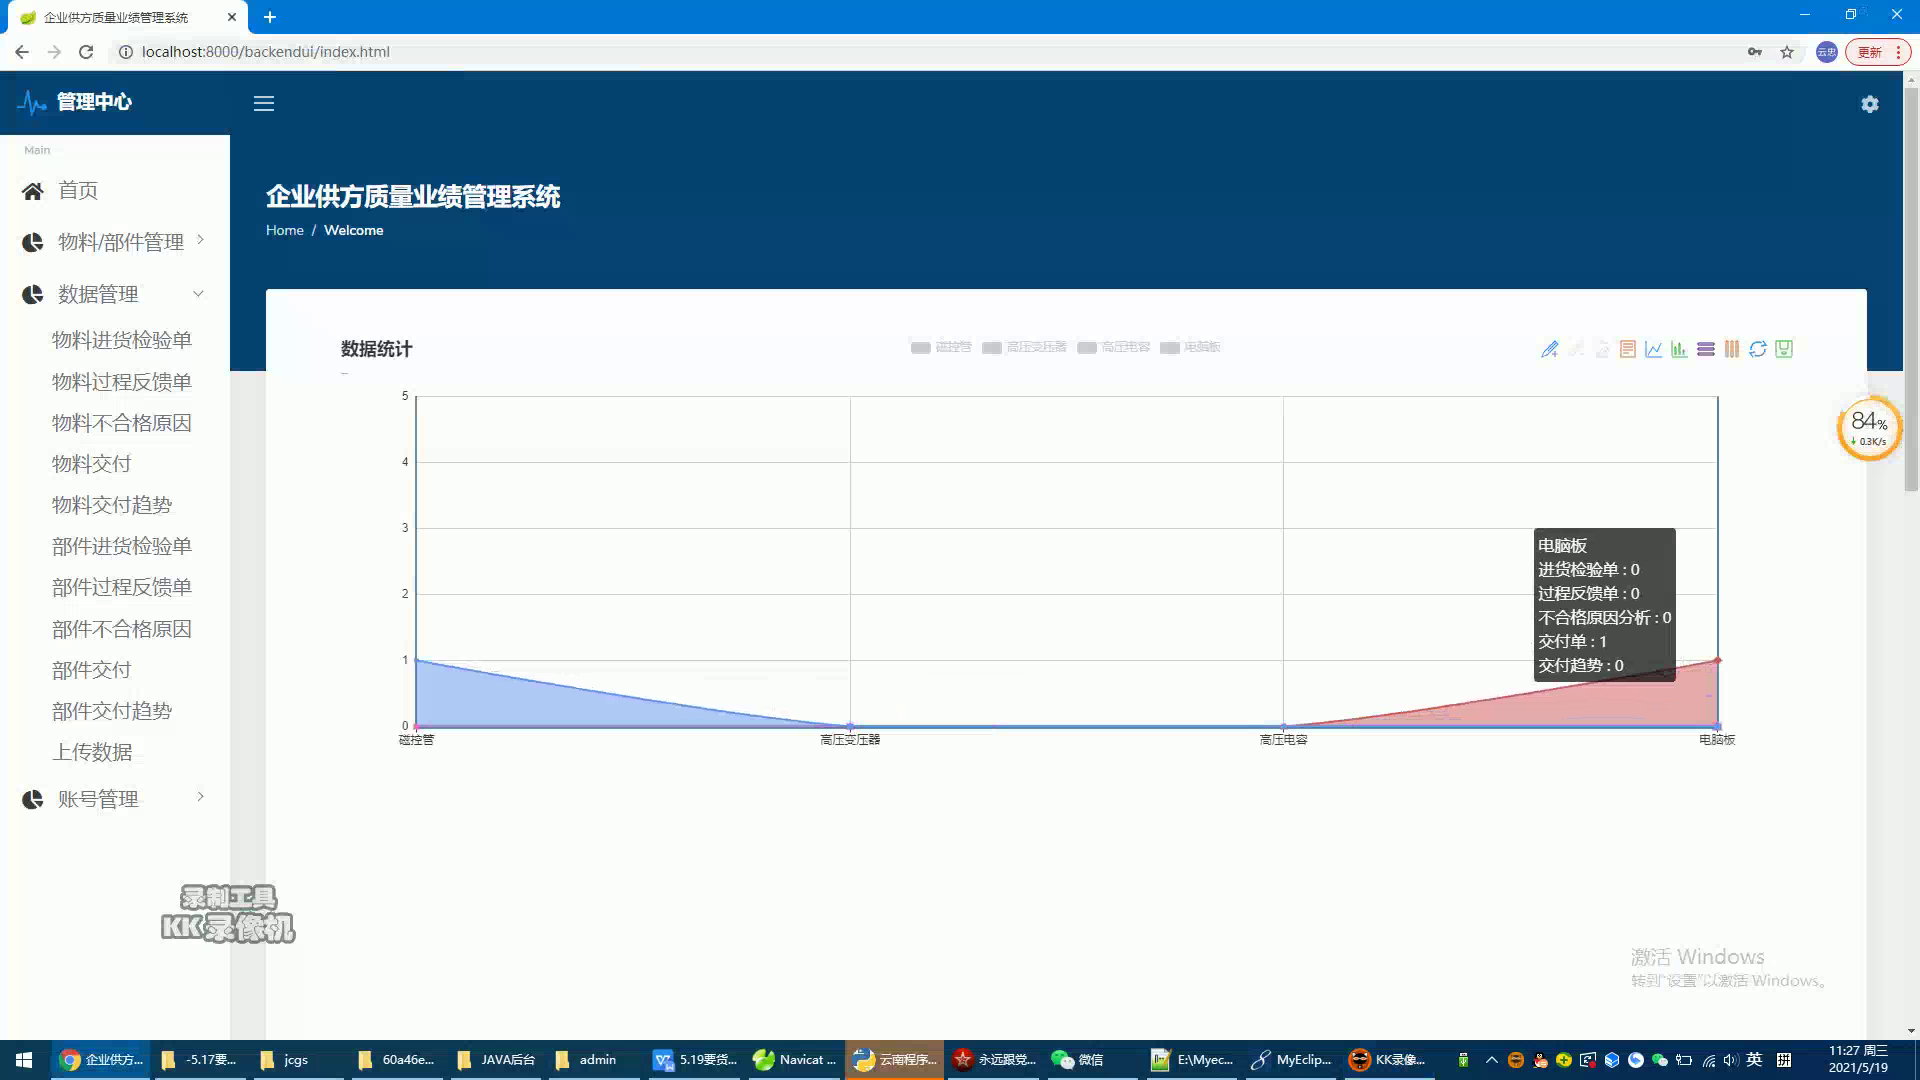 企业供方质量业绩管理系统
localhost:8000/backendui/index.html
云忠
更新
管理中心
Main
首页
物料/部件管理
数据管理
物料进货检验单
物料过程反馈单
物料不合格原因
物料交付
物料交付趋势
部件进货检验单
部件过程反馈单
部件不合格原因
部件交付
部件交付趋势
上传数据
账号管理
企业供方质量业绩管理系统
Home / Welcome
数据统计
磁控管 高压变压器 高压电容 电脑板
5
4
3
2
1
0
磁控管 高压变压器 高压电容 电脑板
电脑板
进货检验单 : 0
过程反馈单 : 0
不合格原因分析 : 0
交付单 : 1
交付趋势 : 0
84%
0.3K/s
录制工具
KK录像机
激活 Windows
转到"设置"以激活 Windows。
企业供方...
-5.17要...
jcgs
60a46e...
JAVA后台
admin
5.19要货...
Navicat ...
云南程序...
永远跟党...
微信
E:\Myec...
MyEclip...
KK录像...
英
拼
11:27 周三
2021/5/19